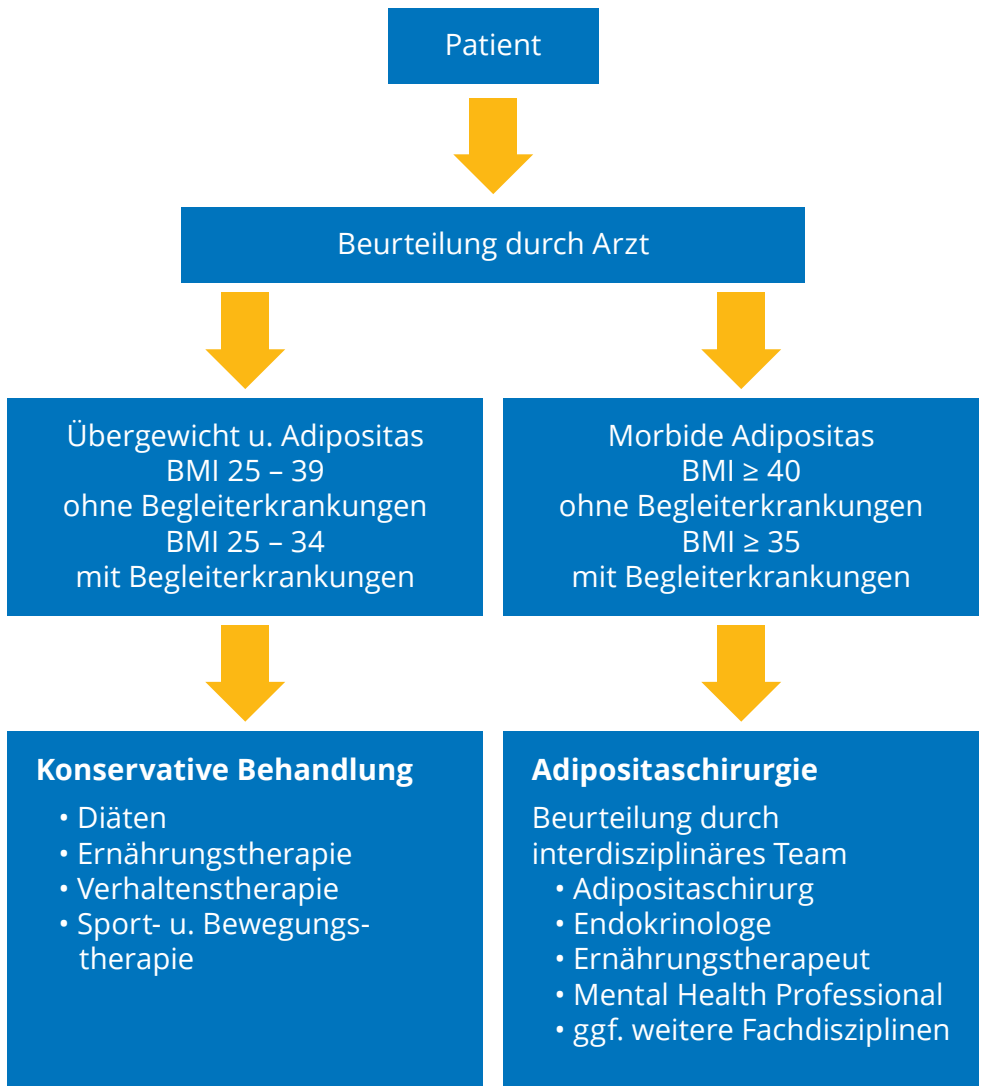 Patient
Beurteilung durch Arzt
Übergewicht u. Adipositas
BMI 25 – 39
ohne Begleiterkrankungen
BMI 25 – 34
mit Begleiterkrankungen
Morbide Adipositas
BMI ≥ 40
ohne Begleiterkrankungen
BMI ≥ 35
mit Begleiterkrankungen
Konservative Behandlung
• Diäten
• Ernährungstherapie
• Verhaltenstherapie
• Sport- u. Bewegungs-
therapie
Adipositaschirurgie
Beurteilung durch
interdisziplinäres Team
• Adipositaschirurg
• Endokrinologe
• Ernährungstherapeut
• Mental Health Professional
• ggf. weitere Fachdisziplinen